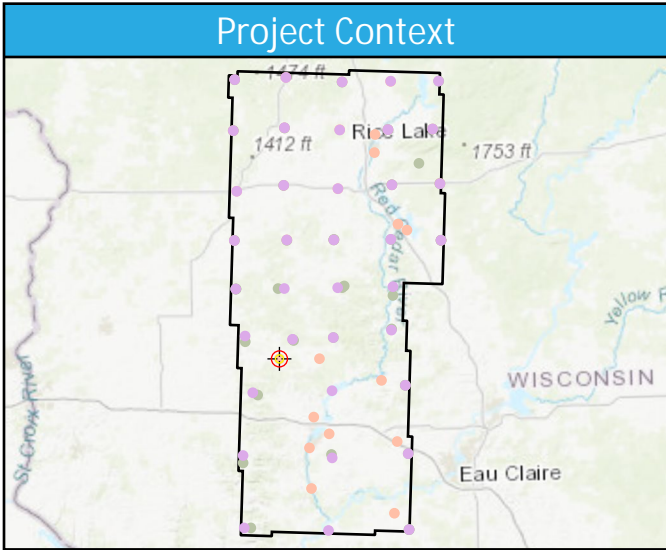 Project Context
1474 ft
Rice Lake
1412 ft
1753 ft
Red Cedar River
Yellow R
WISCONSIN
St Croix River
Eau Claire